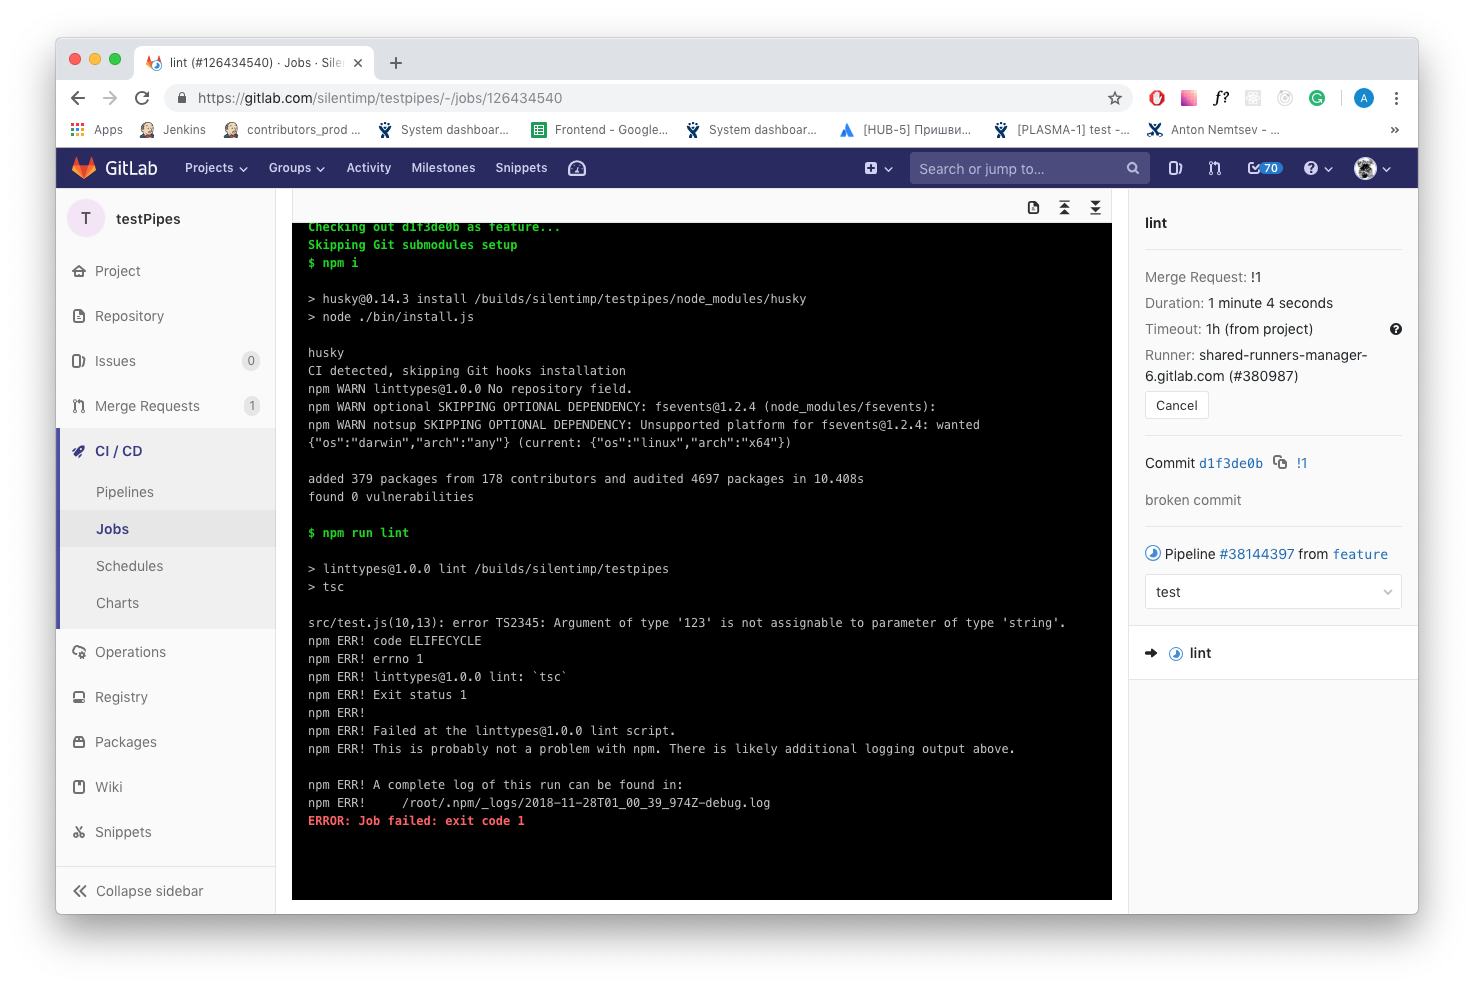 lint (#126434540) · Jobs · Sile
https://gitlab.com/silentimp/testpipes/-/jobs/126434540
f?
A
Apps
Jenkins
contributors_prod ...
System dashboar...
Frontend - Google...
System dashboar...
[HUB-5] Пришви...
[PLASMA-1] test -...
Anton Nemtsev - ...
»
GitLab
Projects
Groups
Activity
Milestones
Snippets
Search or jump to...
70
T
testPipes
Project
Repository
Issues
0
Merge Requests
1
CI / CD
Pipelines
Jobs
Schedules
Charts
Operations
Registry
Packages
Wiki
Snippets
Collapse sidebar
Checking out d1f3de0b as feature...
Skipping Git submodules setup
$ npm i
> husky@0.14.3 install /builds/silentimp/testpipes/node_modules/husky
> node ./bin/install.js
husky
CI detected, skipping Git hooks installation
npm WARN linttypes@1.0.0 No repository field.
npm WARN optional SKIPPING OPTIONAL DEPENDENCY: fsevents@1.2.4 (node_modules/fsevents):
npm WARN notsup SKIPPING OPTIONAL DEPENDENCY: Unsupported platform for fsevents@1.2.4: wanted
{"os":"darwin","arch":"any"} (current: {"os":"linux","arch":"x64"})
added 379 packages from 178 contributors and audited 4697 packages in 10.408s
found 0 vulnerabilities
$ npm run lint
> linttypes@1.0.0 lint /builds/silentimp/testpipes
> tsc
src/test.js(10,13): error TS2345: Argument of type '123' is not assignable to parameter of type 'string'.
npm ERR! code ELIFECYCLE
npm ERR! errno 1
npm ERR! linttypes@1.0.0 lint: `tsc`
npm ERR! Exit status 1
npm ERR!
npm ERR! Failed at the linttypes@1.0.0 lint script.
npm ERR! This is probably not a problem with npm. There is likely additional logging output above.
npm ERR! A complete log of this run can be found in:
npm ERR!     /root/.npm/_logs/2018-11-28T01_00_39_974Z-debug.log
ERROR: Job failed: exit code 1
lint
Merge Request: !1
Duration: 1 minute 4 seconds
Timeout: 1h (from project)
Runner: shared-runners-manager-
6.gitlab.com (#380987)
Cancel
Commit d1f3de0b !1
broken commit
Pipeline #38144397 from feature
test
lint